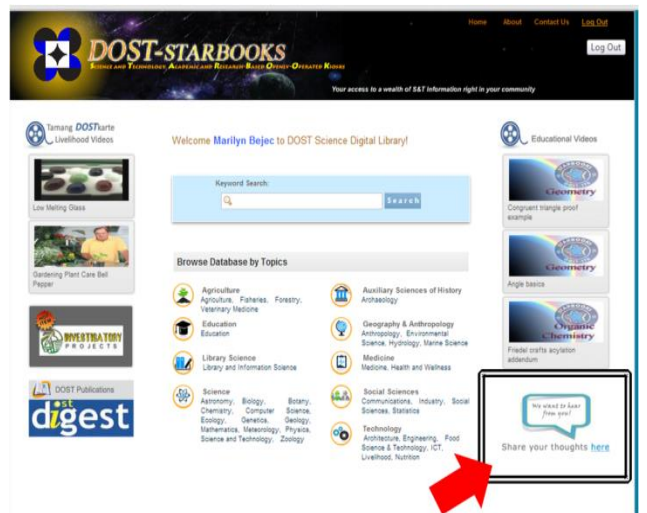 Home About Contact Us Log Out
Log Out
DOST-STARBOOKS
SCIENCE AND TECHNOLOGY, ACADEMIC AND RESEARCH-BASED OPENLY-OPERATED KIOSKS
Your access to a wealth of S&T Information right in your community
Tamang DOSTkarte
Livelihood Videos
Low Melting Glass
Gardening Plant Care Bell
Pepper
INVESTIGATORY
PROJECTS
DOST Publications
dost
digest
Welcome Marilyn Bejec to DOST Science Digital Library!
Keyword Search:
Search
Browse Database by Topics
Agriculture
Agriculture, Fisheries, Forestry,
Veterinary Medicine
Education
Education
Library Science
Library and Information Science
Science
Astronomy, Biology, Botany,
Chemistry, Computer Science,
Ecology, Genetics, Geology,
Mathematics, Meteorology, Physics,
Science and Technology, Zoology
Auxiliary Sciences of History
Archaeology
Geography & Anthropology
Anthropology, Environmental
Science, Hydrology, Marine Science
Medicine
Medicine, Health and Wellness
Social Sciences
Communications, Industry, Social
Sciences, Statistics
Technology
Architecture, Engineering, Food
Science & Technology, ICT,
Livelihood, Nutrition
Educational Videos
Geometry
Congruent triangle proof
example
Geometry
Angle basics
Organic
Chemistry
Friedel crafts acylation
addendum
We want to hear
from you!
Share your thoughts here